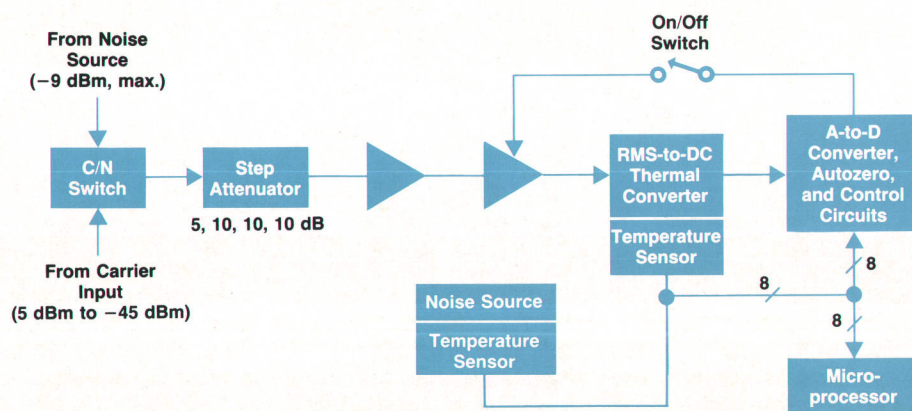 From Noise
Source
(−9 dBm, max.)
C/N
Switch
From Carrier
Input
(5 dBm to −45 dBm)
Step
Attenuator
5, 10, 10, 10 dB
On/Off
Switch
RMS-to-DC
Thermal
Converter
Temperature
Sensor
A-to-D
Converter,
Autozero,
and Control
Circuits
Noise Source
Temperature
Sensor
8
8
8
Micro-
processor